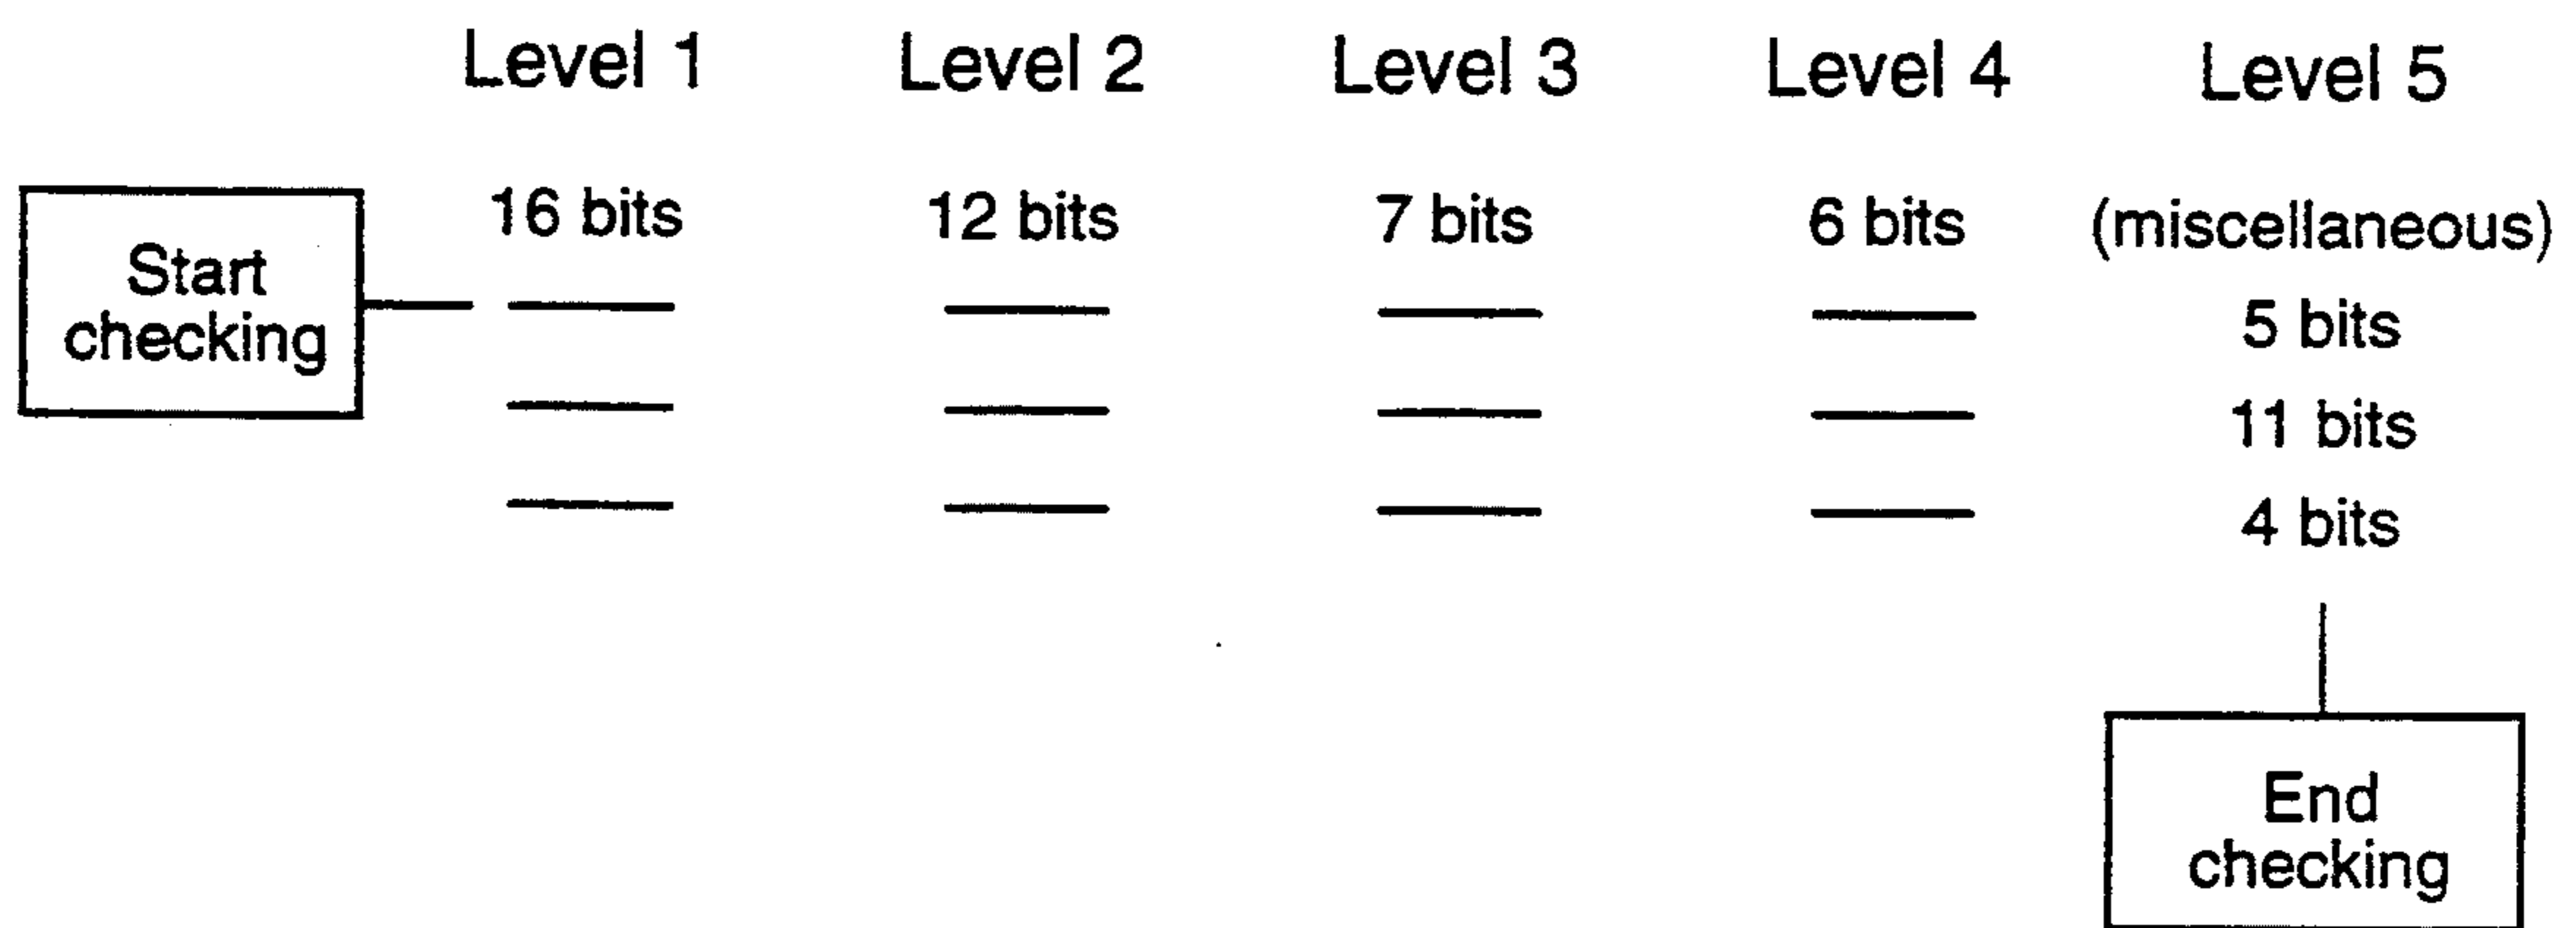 Level 1 Level 2 Level 3 Level 4 Level 5
16 bits 12 bits 7 bits 6 bits (miscellaneous)
Start
checking
5 bits
11 bits
4 bits
End
checking